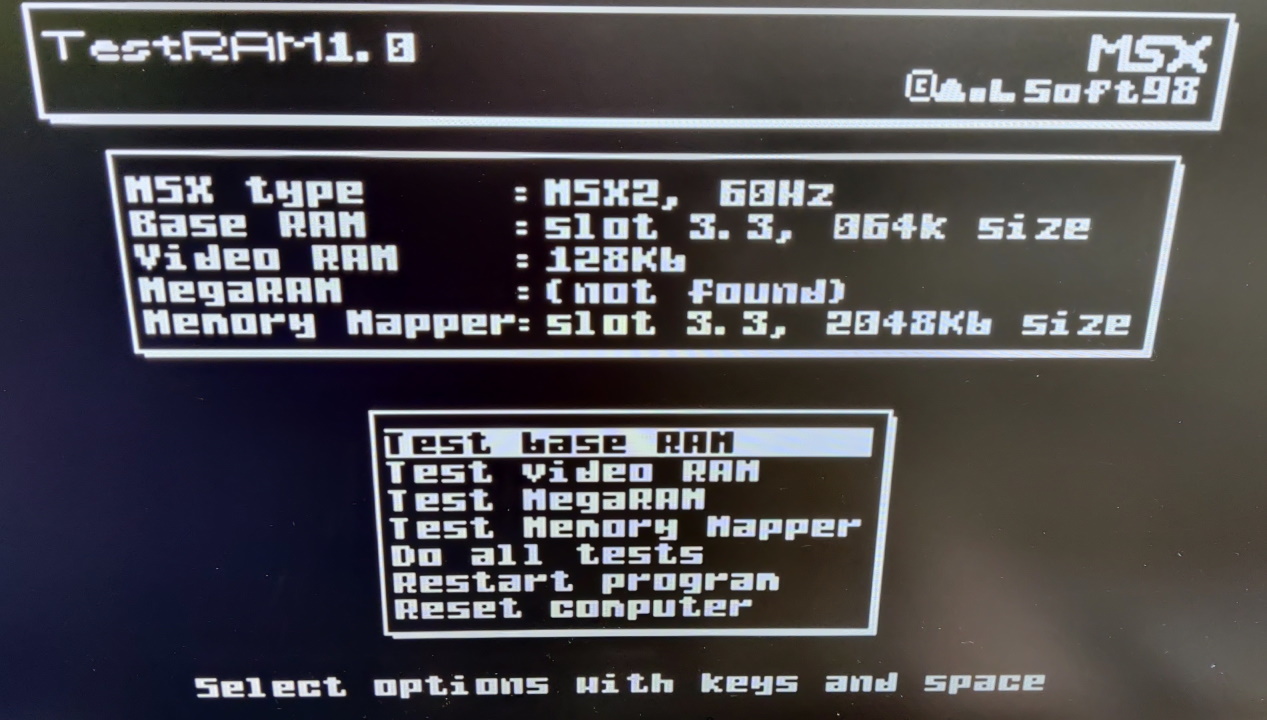 TestRAM1.0
MSX
©A.L Soft98
MSX type : MSX2, 60Hz
Base RAM : slot 3.3, 064k size
Video RAM : 128Kb
MegaRAM : (not found)
Memory Mapper: slot 3.3, 2048Kb size
Test base RAM
Test video RAM
Test MegaRAM
Test Memory Mapper
Do all tests
Restart program
Reset computer
Select options with keys and space